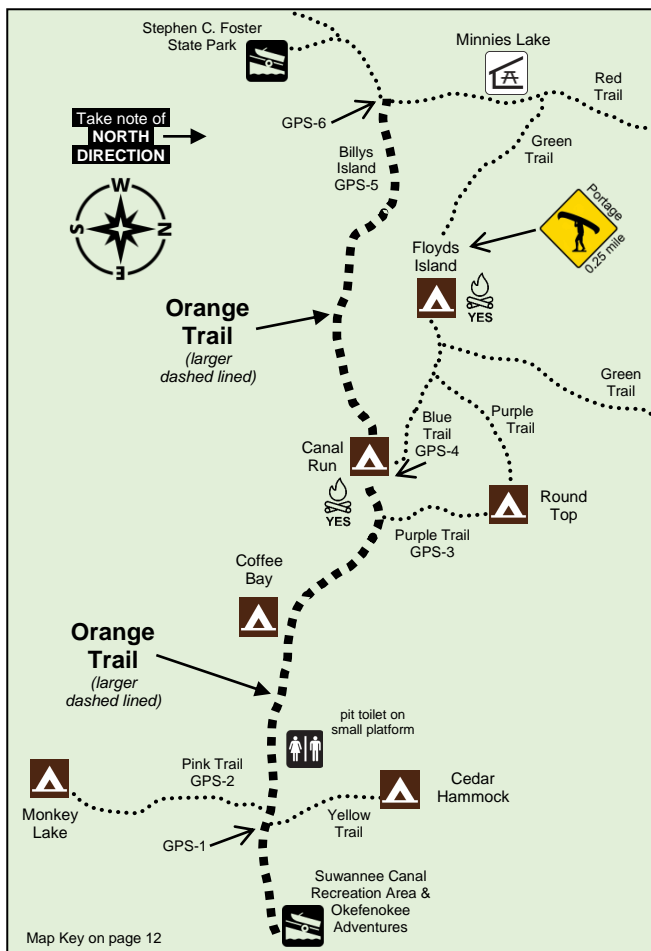 Stephen C. Foster
State Park
Minnies Lake
Red
Trail
GPS-6
Take note of
NORTH
DIRECTION
Green
Trail
Billys
Island
GPS-5
W
S
N
E
Portage
0.25 mile
Floyds
Island
YES
Orange
Trail
(larger
dashed lined)
Green
Trail
Blue
Trail
GPS-4
Purple
Trail
Canal
Run
YES
Round
Top
Purple Trail
GPS-3
Coffee
Bay
Orange
Trail
(larger
dashed lined)
pit toilet on
small platform
Pink Trail
GPS-2
Cedar
Hammock
Monkey
Lake
Yellow
Trail
GPS-1
Suwannee Canal
Recreation Area &
Okefenokee
Adventures
Map Key on page 12